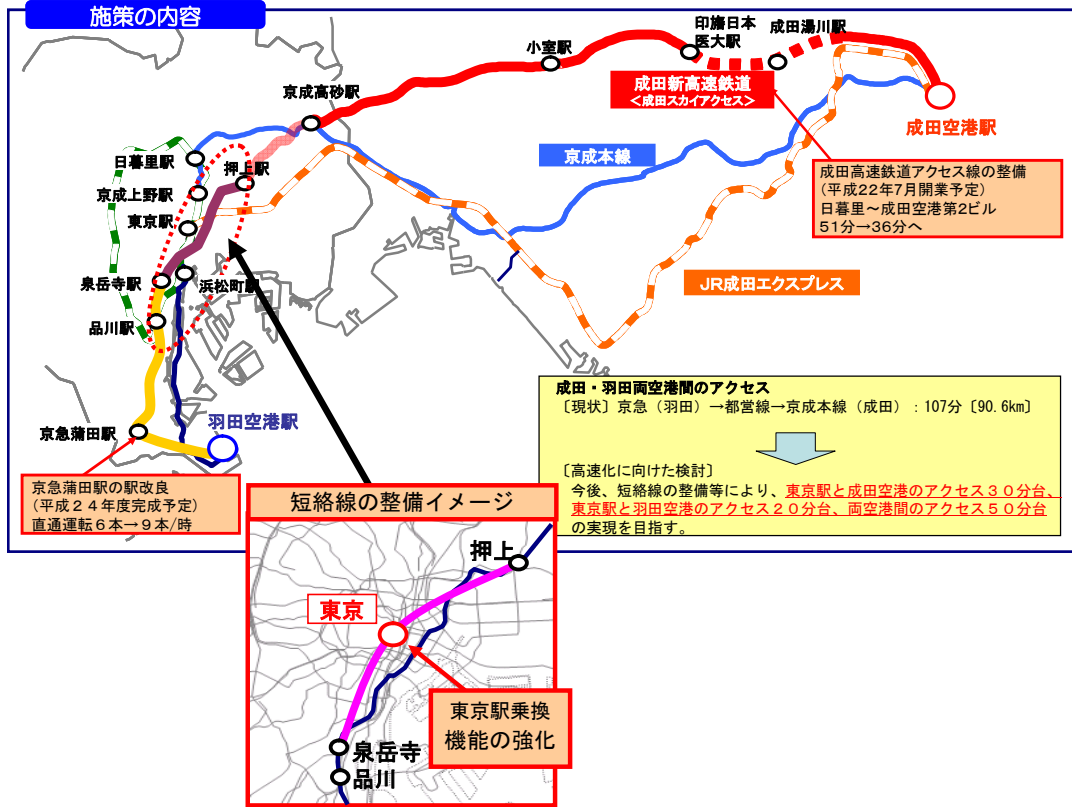 施策の内容
印旛日本
医大駅
成田湯川駅
小室駅
成田新高速鉄道
<成田スカイアクセス>
京成高砂駅
成田空港駅
日暮里駅
押上駅
京成本線
京成上野駅
東京駅
成田高速鉄道アクセス線の整備
(平成22年7月開業予定)
日暮里～成田空港第2ビル
51分→36分へ
泉岳寺駅
浜松町駅
JR成田エクスプレス
品川駅
成田・羽田両空港間のアクセス
〔現状〕京急(羽田)→都営線→京成本線(成田):107分〔90.6km〕
羽田空港駅
京急蒲田駅
〔高速化に向けた検討〕
今後、短絡線の整備等により、東京駅と成田空港のアクセス30分台、
東京駅と羽田空港のアクセス20分台、両空港間のアクセス50分台
の実現を目指す。
京急蒲田駅の駅改良
(平成24年度完成予定)
直通運転6本→9本/時
短絡線の整備イメージ
押上
東京
東京駅乗換
機能の強化
泉岳寺
品川